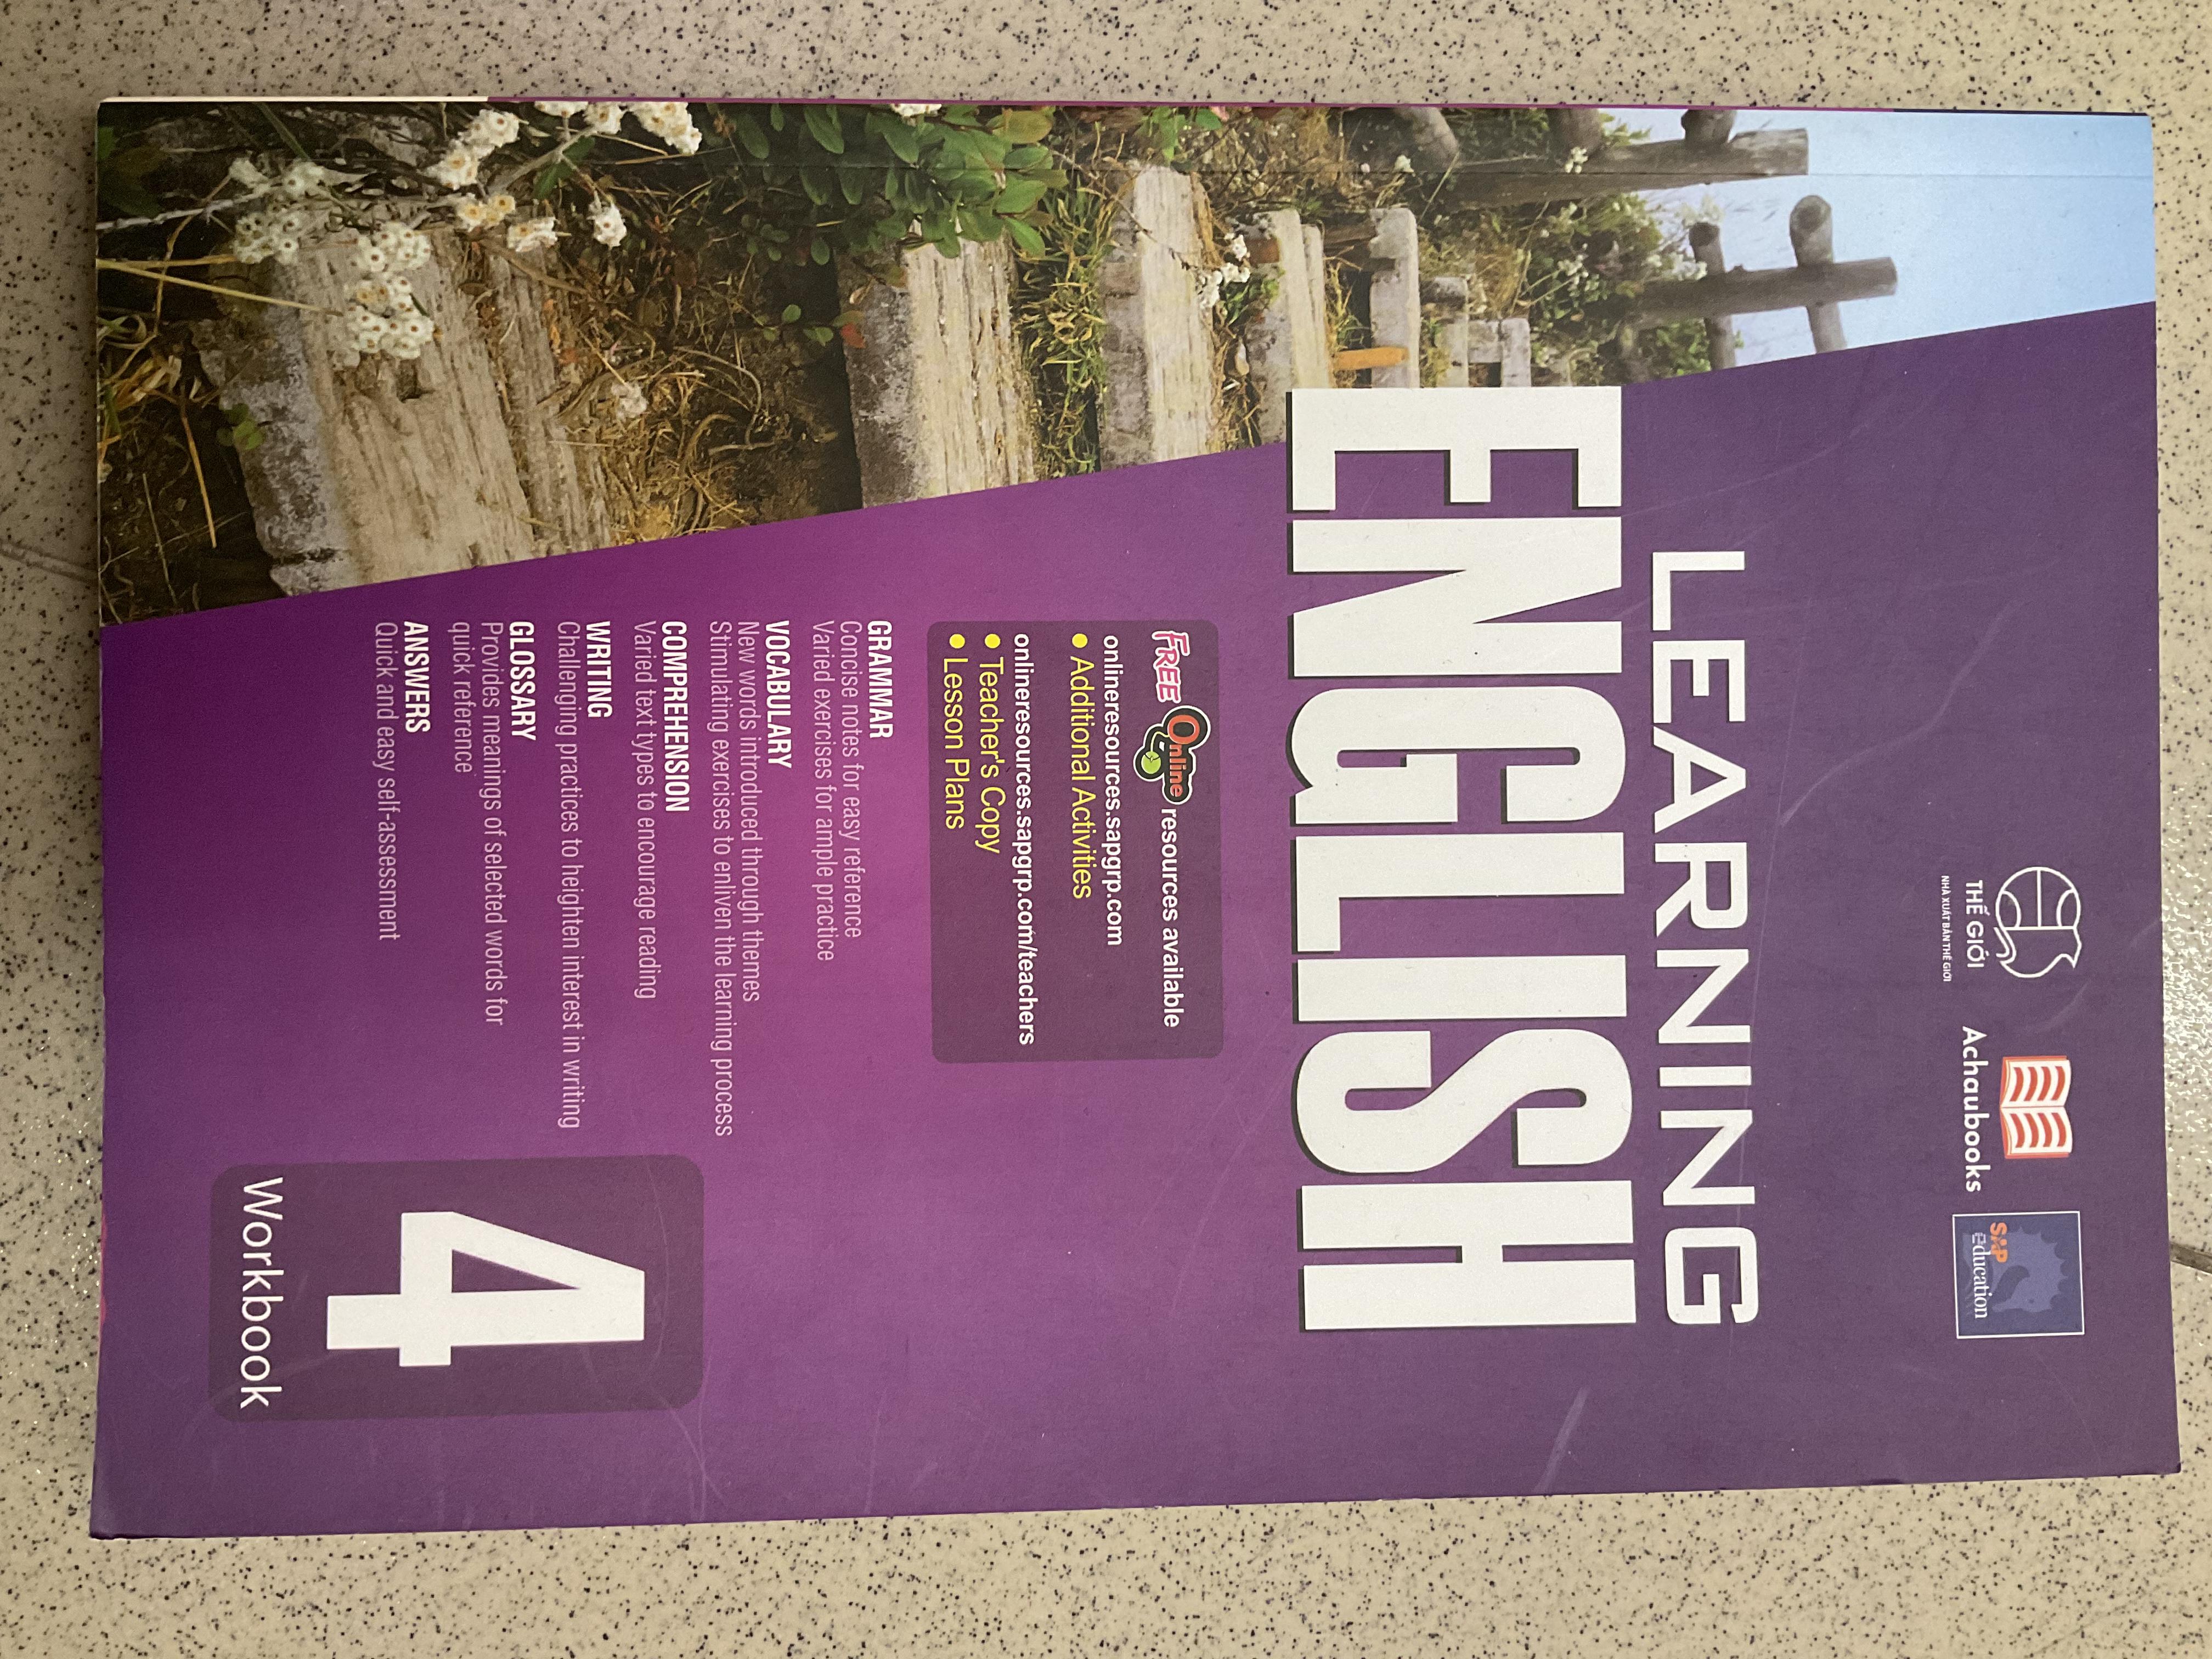 THẾ GIỚI
NHÀ XUẤT BẢN THẾ GIỚI
Achaubooks
SAP
education
LEARNING
ENGLISH
FREE Online resources available
onlineresources.sapgrp.com
• Additional Activities
onlineresources.sapgrp.com/teachers
• Teacher's Copy
• Lesson Plans
GRAMMAR
Concise notes for easy reference
Varied exercises for ample practice
VOCABULARY
New words introduced through themes
Stimulating exercises to enliven the learning process
COMPREHENSION
Varied text types to encourage reading
WRITING
Challenging practices to heighten interest in writing
GLOSSARY
Provides meanings of selected words for
quick reference
ANSWERS
Quick and easy self-assessment
4
Workbook